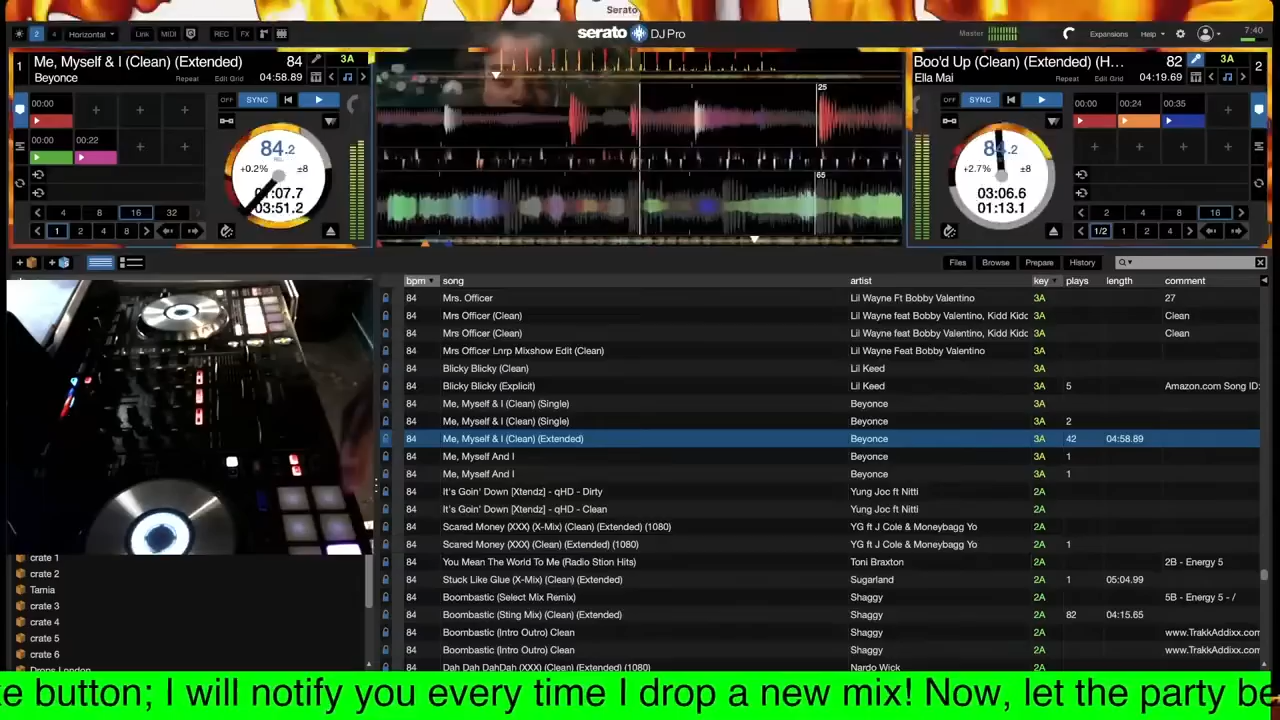 Serato
2 4 Horizontal Link MIDI REC FX serato DJ Pro Master Expansions Help 7:40
1 Me, Myself & I (Clean) (Extended) 84 3A
Beyonce Repeat Edit Grid 04:58.89
00:00
OFF SYNC
00:00 00:22
84.2
+0.2% ±8
01:07.7
03:51.2
4 8 16 32
1 2 4 8
25
65
Boo'd Up (Clean) (Extended) (H... 82 3A 2
Ella Mai Repeat Edit Grid 04:19.69
OFF SYNC
00:00 00:24 00:35
84.2
+2.7% ±8
03:06.6
01:13.1
2 4 8 16
1/2 1 2 4
Files Browse Prepare History
bpm song artist key plays length comment
84 Mrs. Officer Lil Wayne Ft Bobby Valentino 3A 27
84 Mrs Officer (Clean) Lil Wayne feat Bobby Valentino, Kidd Kidd 3A Clean
84 Mrs Officer (Clean) Lil Wayne feat Bobby Valentino, Kidd Kidd 3A Clean
84 Mrs Officer Lnrp Mixshow Edit (Clean) Lil Wayne Feat Bobby Valentino 3A
84 Blicky Blicky (Clean) Lil Keed 3A
84 Blicky Blicky (Explicit) Lil Keed 3A 5 Amazon.com Song ID:
84 Me, Myself & I (Clean) (Single) Beyonce 3A
84 Me, Myself & I (Clean) (Single) Beyonce 3A 2
84 Me, Myself & I (Clean) (Extended) Beyonce 3A 42 04:58.89
84 Me, Myself And I Beyonce 3A 1
84 Me, Myself And I Beyonce 3A 1
84 It's Goin' Down [Xtendz] - qHD - Dirty Yung Joc ft Nitti 2A
84 It's Goin' Down [Xtendz] - qHD - Clean Yung Joc ft Nitti 2A
84 Scared Money (XXX) (X-Mix) (Clean) (Extended) (1080) YG ft J Cole & Moneybagg Yo 2A
84 Scared Money (XXX) (Clean) (Extended) (1080) YG ft J Cole & Moneybagg Yo 2A 1
84 You Mean The World To Me (Radio Stion Hits) Toni Braxton 2A 2B - Energy 5
84 Stuck Like Glue (X-Mix) (Clean) (Extended) Sugarland 2A 1 05:04.99
84 Boombastic (Select Mix Remix) Shaggy 2A 5B - Energy 5 - /
84 Boombastic (Sting Mix) (Clean) (Extended) Shaggy 2A 82 04:15.65
84 Boombastic (Intro Outro) Clean Shaggy 2A www.TrakkAddixx.com
84 Boombastic (Intro Outro) Clean Shaggy 2A www.TrakkAddixx.com
84 Dah Dah DahDah (XXX) (Clean) (Extended) (1080) Nardo Wick 2A
crate 1
crate 2
Tamia
crate 3
crate 4
crate 5
crate 6
Drops London
ke button; I will notify you every time I drop a new mix! Now, let the party be